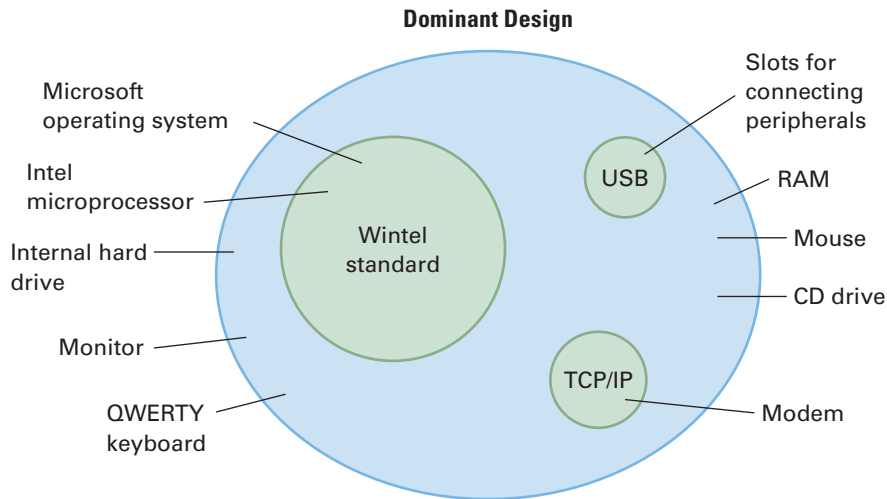 Dominant Design
Microsoft
operating system
Intel
microprocessor
Internal hard
drive
Monitor
QWERTY
keyboard
Wintel
standard
USB
TCP/IP
Slots for
connecting
peripherals
RAM
Mouse
CD drive
Modem